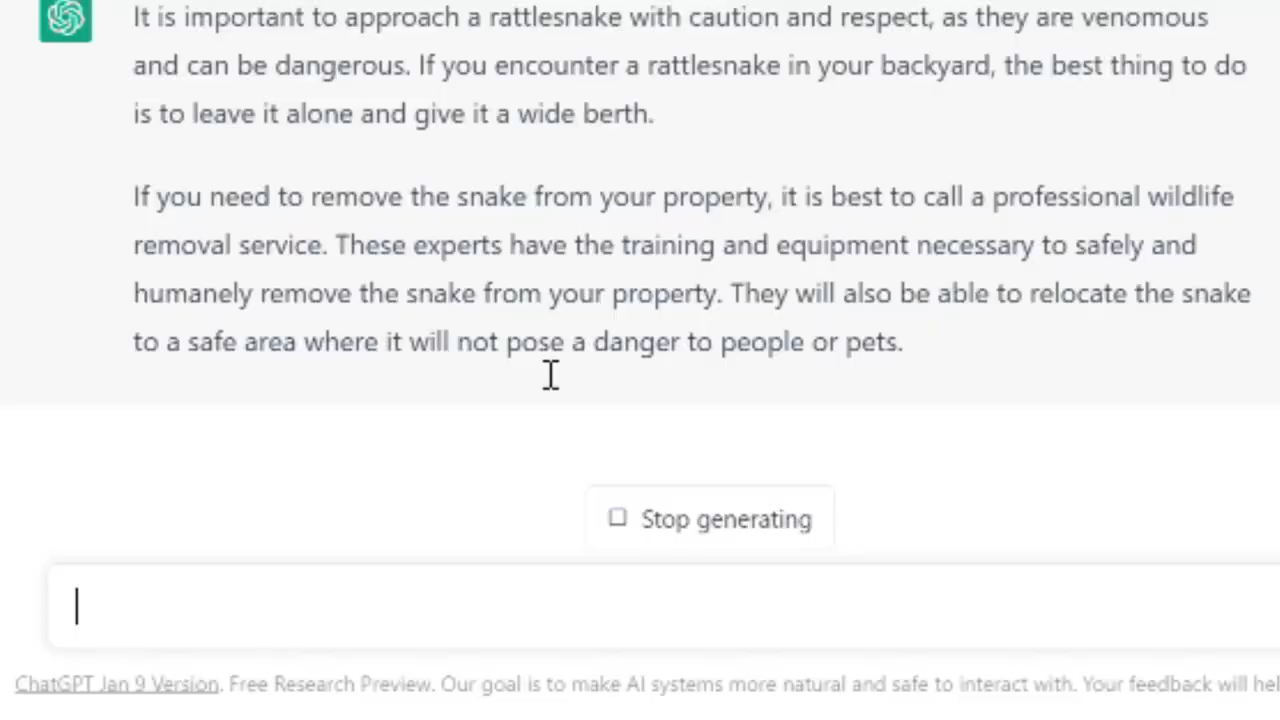 It is important to approach a rattlesnake with caution and respect, as they are venomous
and can be dangerous. If you encounter a rattlesnake in your backyard, the best thing to do
is to leave it alone and give it a wide berth.
If you need to remove the snake from your property, it is best to call a professional wildlife
removal service. These experts have the training and equipment necessary to safely and
humanely remove the snake from your property. They will also be able to relocate the snake
to a safe area where it will not pose a danger to people or pets.
Stop generating
ChatGPT Jan 9 Version. Free Research Preview. Our goal is to make AI systems more natural and safe to interact with. Your feedback will hel